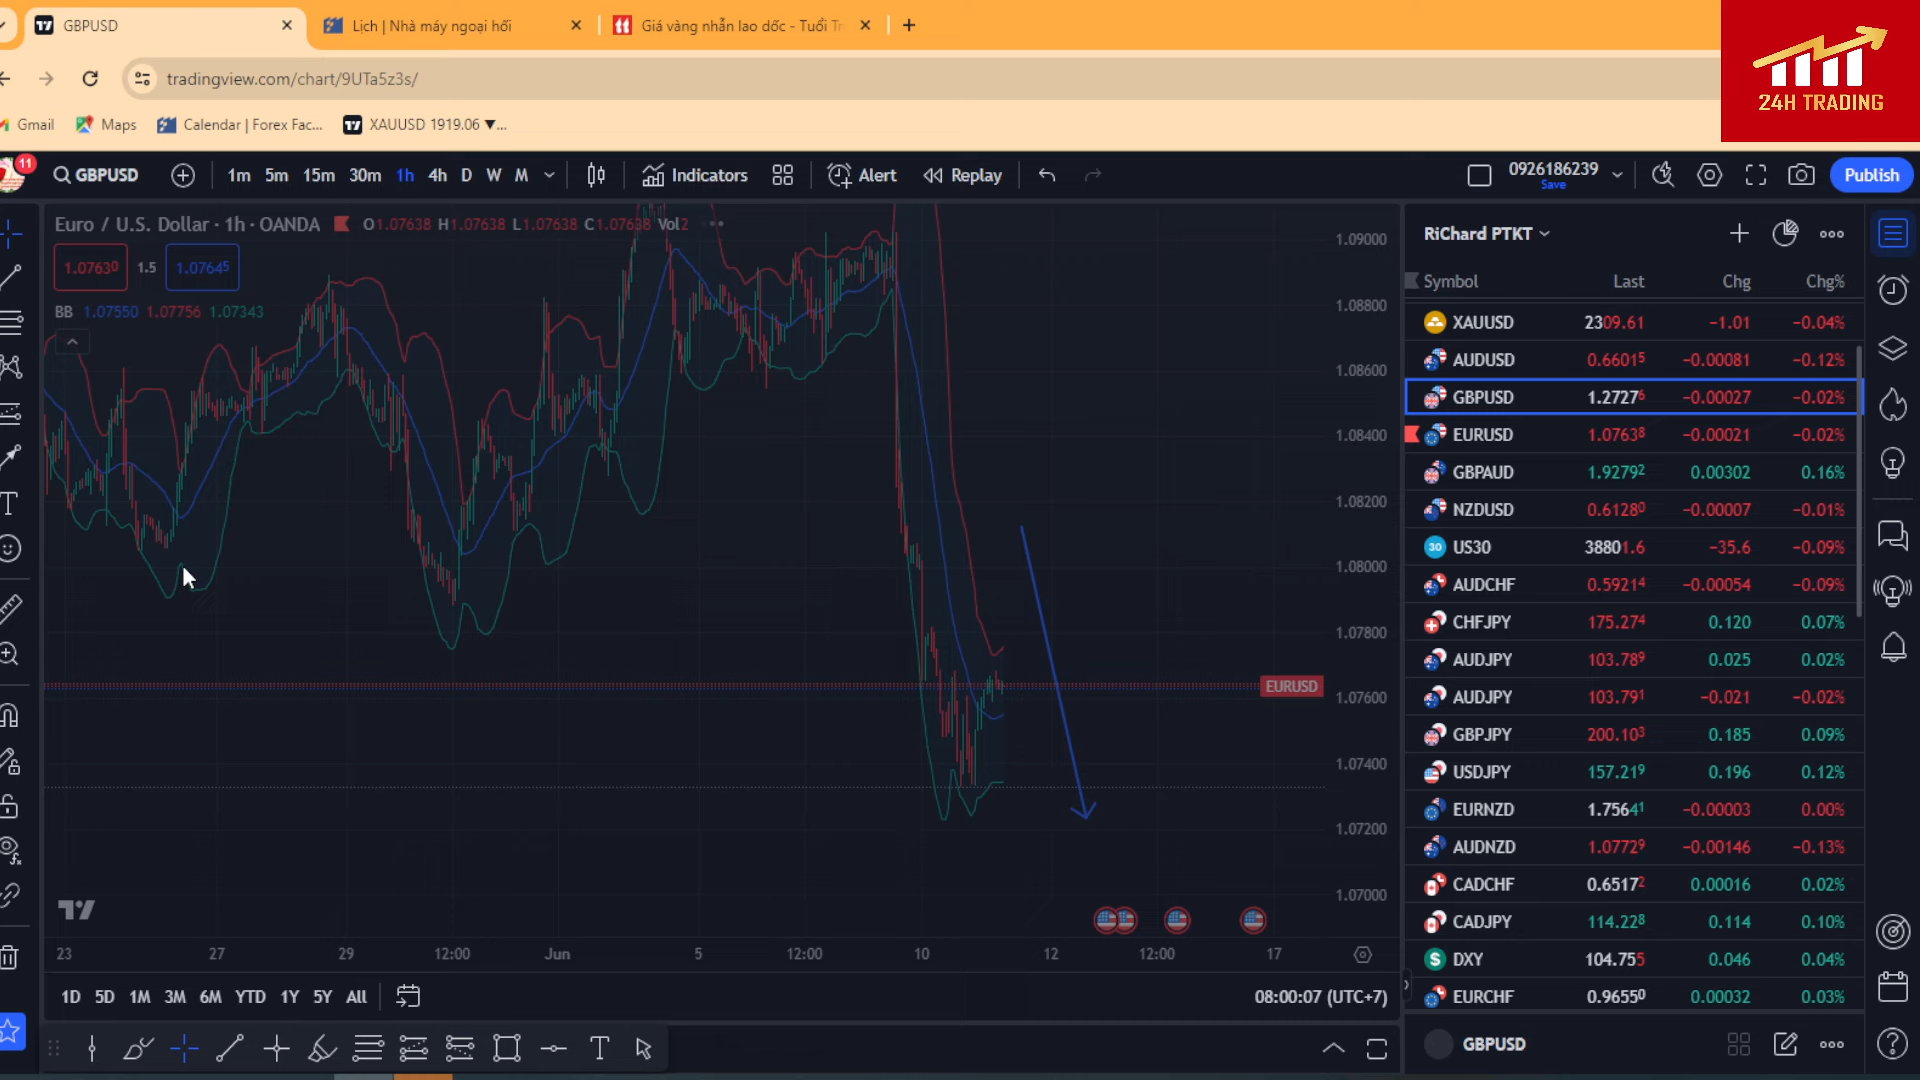 GBPUSD
Lịch | Nhà máy ngoại hối
Giá vàng nhẫn lao dốc - Tuổi Tr
tradingview.com/chart/9UTa5z3s/
24H TRADING
Gmail
Maps
Calendar | Forex Fac...
XAUUSD 1919.06 ▼...
11
GBPUSD
1m 5m 15m 30m 1h 4h D W M
Indicators
Alert
Replay
0926186239
Save
Publish
Euro / U.S. Dollar · 1h · OANDA O1.07638 H1.07638 L1.07638 C1.07638 Vol2
1.07630 1.5 1.07645
BB 1.07550 1.07756 1.07343
1.09000
1.08800
1.08600
1.08400
1.08200
1.08000
1.07800
EURUSD
1.07600
1.07400
1.07200
1.07000
23 27 29 12:00 Jun 5 12:00 10 12 12:00 17
1D 5D 1M 3M 6M YTD 1Y 5Y All
08:00:07 (UTC+7)
RiChard PTKT
Symbol Last Chg Chg%
XAUUSD 2309.61 −1.01 −0.04%
AUDUSD 0.66015 −0.00081 −0.12%
GBPUSD 1.27276 −0.00027 −0.02%
EURUSD 1.07638 −0.00021 −0.02%
GBPAUD 1.92792 0.00302 0.16%
NZDUSD 0.61280 −0.00007 −0.01%
30 US30 38801.6 −35.6 −0.09%
AUDCHF 0.59214 −0.00054 −0.09%
CHFJPY 175.274 0.120 0.07%
AUDJPY 103.789 0.025 0.02%
AUDJPY 103.791 −0.021 −0.02%
GBPJPY 200.103 0.185 0.09%
USDJPY 157.219 0.196 0.12%
EURNZD 1.75641 −0.00003 0.00%
AUDNZD 1.07729 −0.00146 −0.13%
CADCHF 0.65172 0.00016 0.02%
CADJPY 114.228 0.114 0.10%
DXY 104.755 0.046 0.04%
EURCHF 0.96550 0.00032 0.03%
GBPUSD